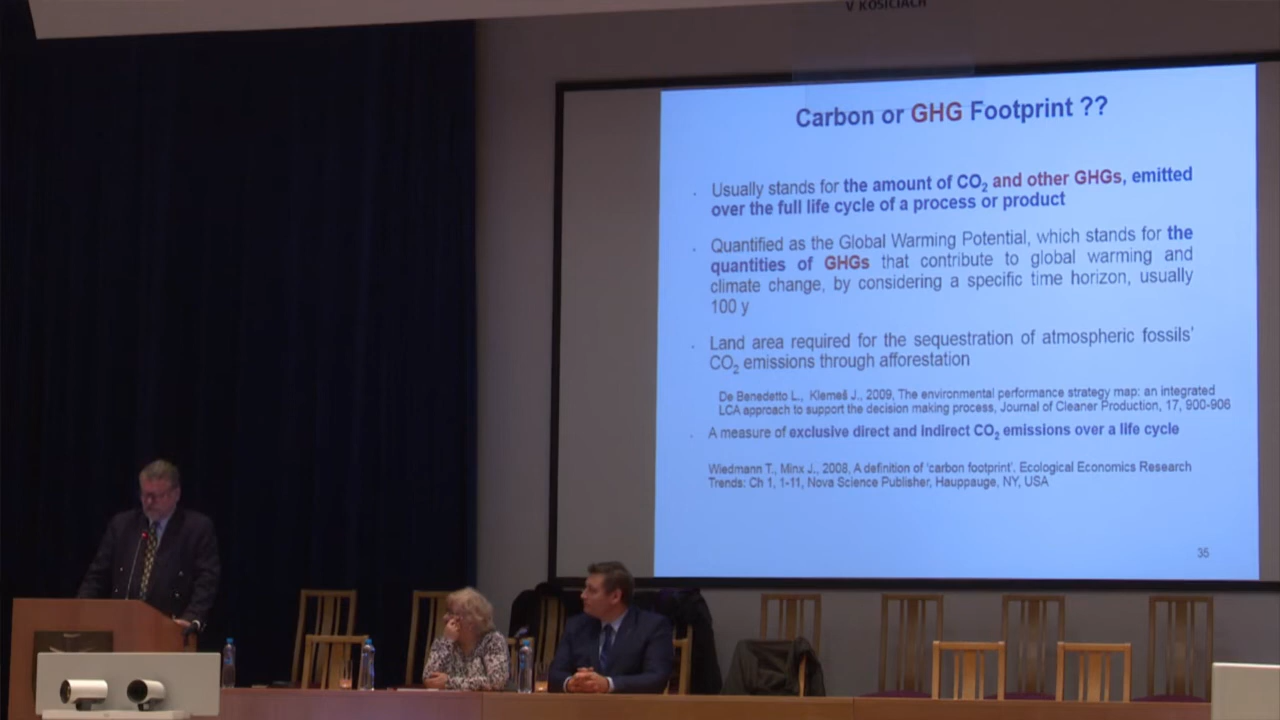 V KOŠICIACH
Carbon or GHG Footprint ??
Usually stands for the amount of CO₂ and other GHGs, emitted
over the full life cycle of a process or product
Quantified as the Global Warming Potential, which stands for the
quantities of GHGs that contribute to global warming and
climate change, by considering a specific time horizon, usually
100 y
Land area required for the sequestration of atmospheric fossils'
CO₂ emissions through afforestation
De Benedetto L., Klemeš J., 2009, The environmental performance strategy map: an integrated
LCA approach to support the decision making process, Journal of Cleaner Production, 17, 900-906
A measure of exclusive direct and indirect CO₂ emissions over a life cycle
Wiedmann T., Minx J., 2008, A definition of 'carbon footprint'. Ecological Economics Research
Trends: Ch 1, 1-11, Nova Science Publisher, Hauppauge, NY, USA
35